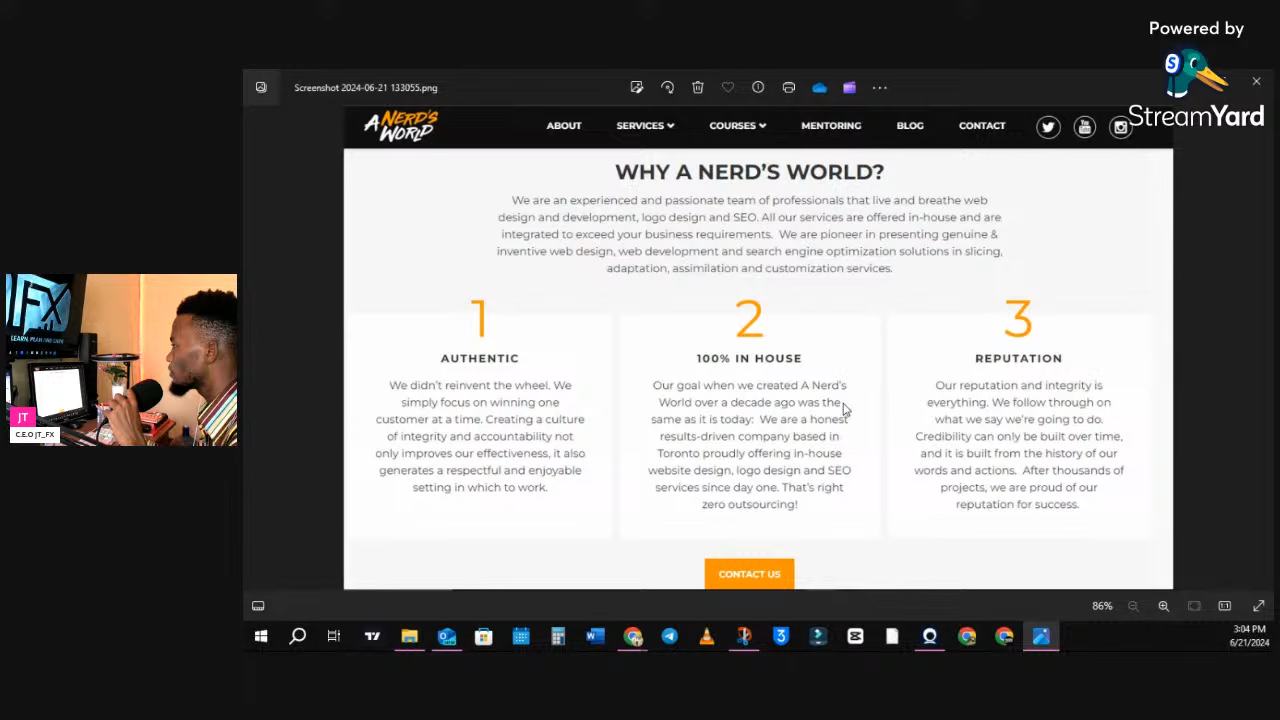 Powered by
StreamYard
Screenshot 2024-06-21 133055.png
A NERD'S
WORLD
ABOUT
SERVICES
COURSES
MENTORING
BLOG
CONTACT
WHY A NERD'S WORLD?
We are an experienced and passionate team of professionals that live and breathe web
design and development, logo design and SEO. All our services are offered in-house and are
integrated to exceed your business requirements. We are pioneer in presenting genuine &
inventive web design, web development and search engine optimization solutions in slicing,
adaptation, assimilation and customization services.
1
AUTHENTIC
We didn't reinvent the wheel. We
simply focus on winning one
customer at a time. Creating a culture
of integrity and accountability not
only improves our effectiveness, it also
generates a respectful and enjoyable
setting in which to work.
2
100% IN HOUSE
Our goal when we created A Nerd's
World over a decade ago was the
same as it is today: We are a honest
results-driven company based in
Toronto proudly offering in-house
website design, logo design and SEO
services since day one. That's right
zero outsourcing!
3
REPUTATION
Our reputation and integrity is
everything. We follow through on
what we say we're going to do.
Credibility can only be built over time,
and it is built from the history of our
words and actions. After thousands of
projects, we are proud of our
reputation for success.
CONTACT US
FX
LEARN, PLAN AND
JT
C.E.O JT_FX
86%
3:04 PM
6/21/2024